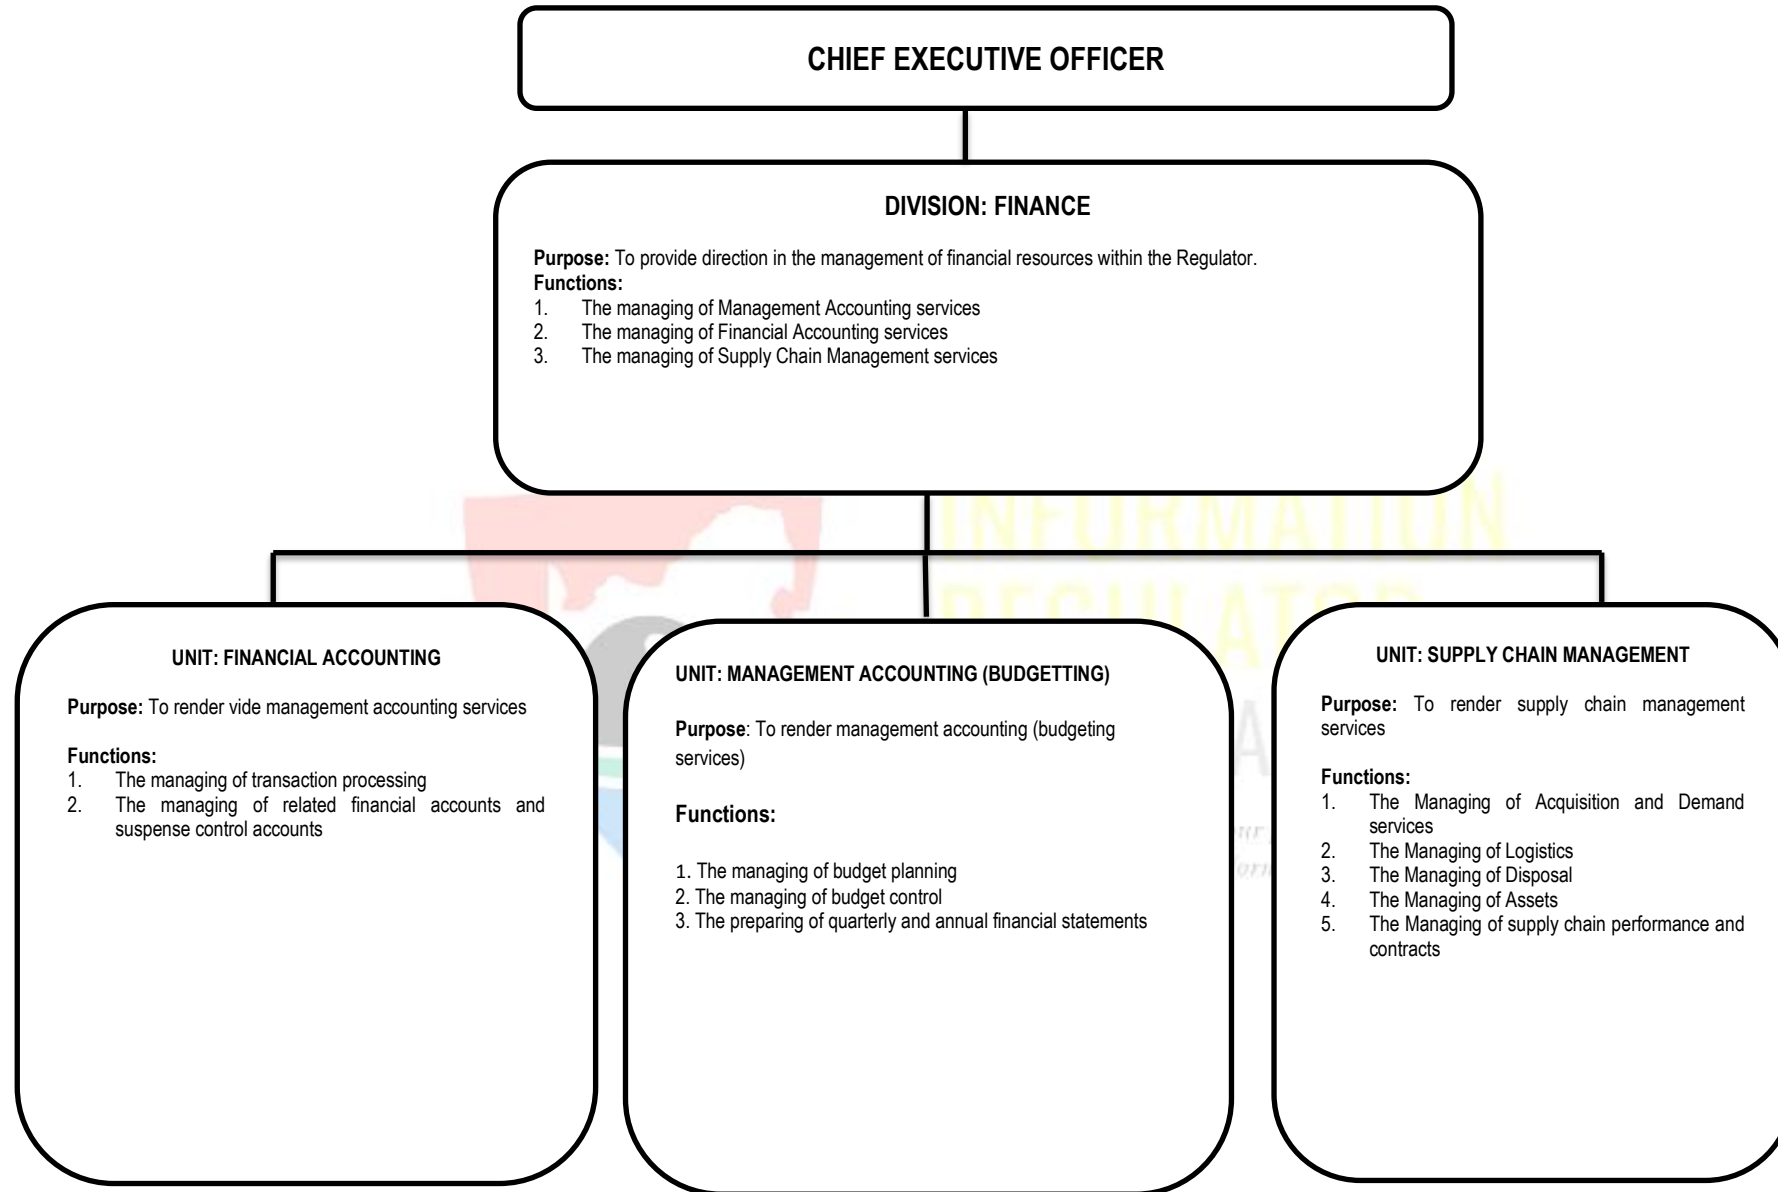 CHIEF EXECUTIVE OFFICER
DIVISION: FINANCE
Purpose: To provide direction in the management of financial resources within the Regulator.
Functions:
1. The managing of Management Accounting services
2. The managing of Financial Accounting services
3. The managing of Supply Chain Management services
INFORMATION
REGULATOR
UNIT: FINANCIAL ACCOUNTING
Purpose: To render vide management accounting services
Functions:
1. The managing of transaction processing
2. The managing of related financial accounts and
suspense control accounts
UNIT: MANAGEMENT ACCOUNTING (BUDGETTING)
Purpose: To render management accounting (budgeting
services)
Functions:
1. The managing of budget planning
2. The managing of budget control
3. The preparing of quarterly and annual financial statements
UNIT: SUPPLY CHAIN MANAGEMENT
Purpose: To render supply chain management
services
Functions:
1. The Managing of Acquisition and Demand
services
2. The Managing of Logistics
3. The Managing of Disposal
4. The Managing of Assets
5. The Managing of supply chain performance and
contracts